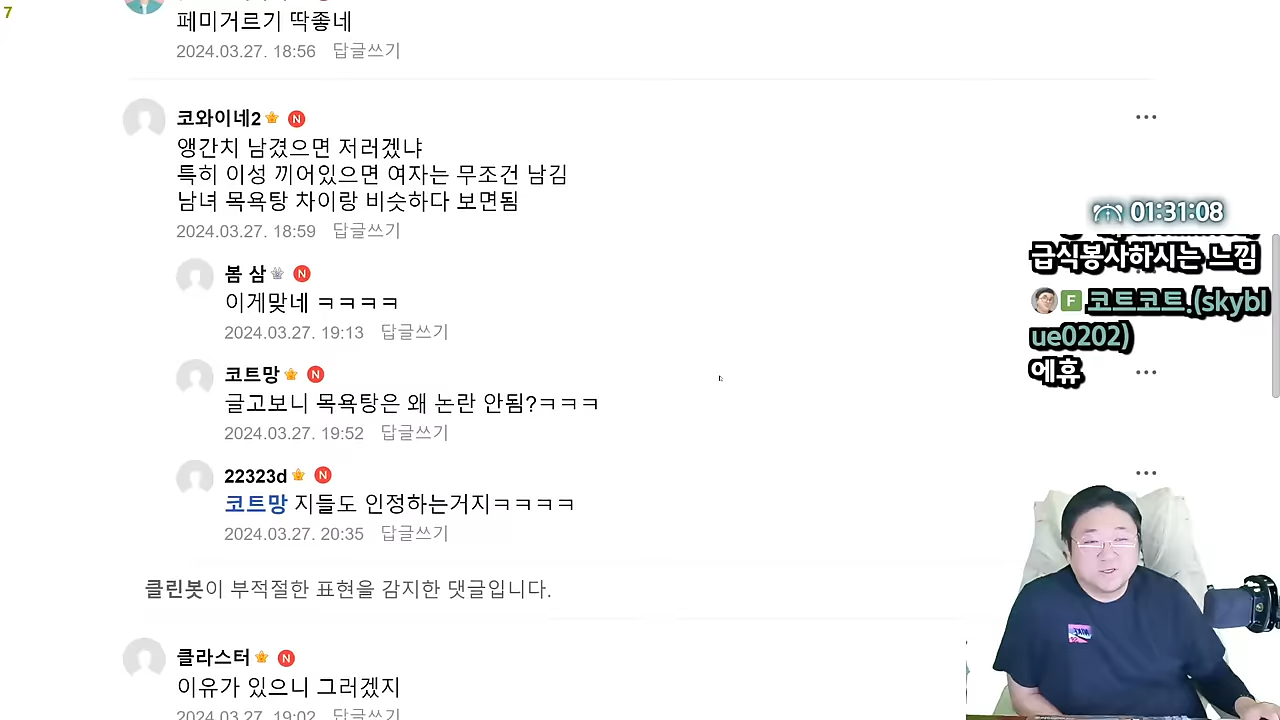 7
페미거르기 딱좋네
2024.03.27. 18:56 답글쓰기
코와이네2 N
앵간치 남겼으면 저러겠냐
특히 이성 끼어있으면 여자는 무조건 남김
남녀 목욕탕 차이랑 비슷하다 보면됨
2024.03.27. 18:59 답글쓰기
봄 삼 N
이게맞네 ㅋㅋㅋㅋ
2024.03.27. 19:13 답글쓰기
코트망 N
글고보니 목욕탕은 왜 논란 안됨?ㅋㅋㅋ
2024.03.27. 19:52 답글쓰기
22323d N
코트망 지들도 인정하는거지ㅋㅋㅋㅋ
2024.03.27. 20:35 답글쓰기
클린봇이 부적절한 표현을 감지한 댓글입니다.
클라스터 N
이유가 있으니 그러겠지
2024.03.27. 19:02 답글쓰기
01:31:08
급식봉사하시는 느낌
F 코트코트.(skybl
ue0202)
에휴